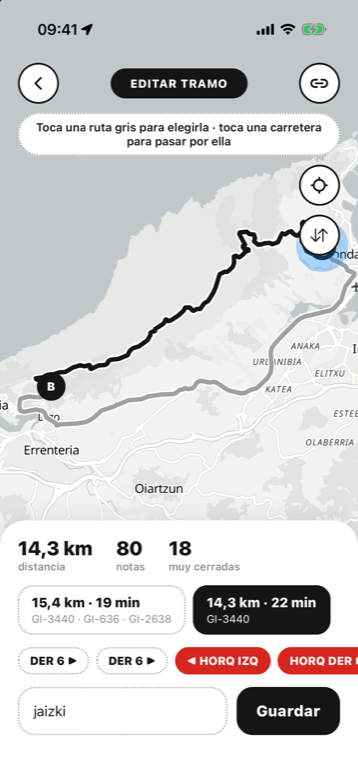 09:41
EDITAR TRAMO
Toca una ruta gris para elegirla · toca una carretera
para pasar por ella
ANAKA
URLANIBIA
ELITXU
KATEA
B
OLABERRIA
Errenteria
Oiartzun
14,3 km
distancia
80
notas
18
muy cerradas
15,4 km · 19 min
GI-3440 · GI-636 · GI-2638
14,3 km · 22 min
GI-3440
DER 6 ▶
DER 6 ▶
◀ HORQ IZQ
HORQ DER
jaizki
Guardar